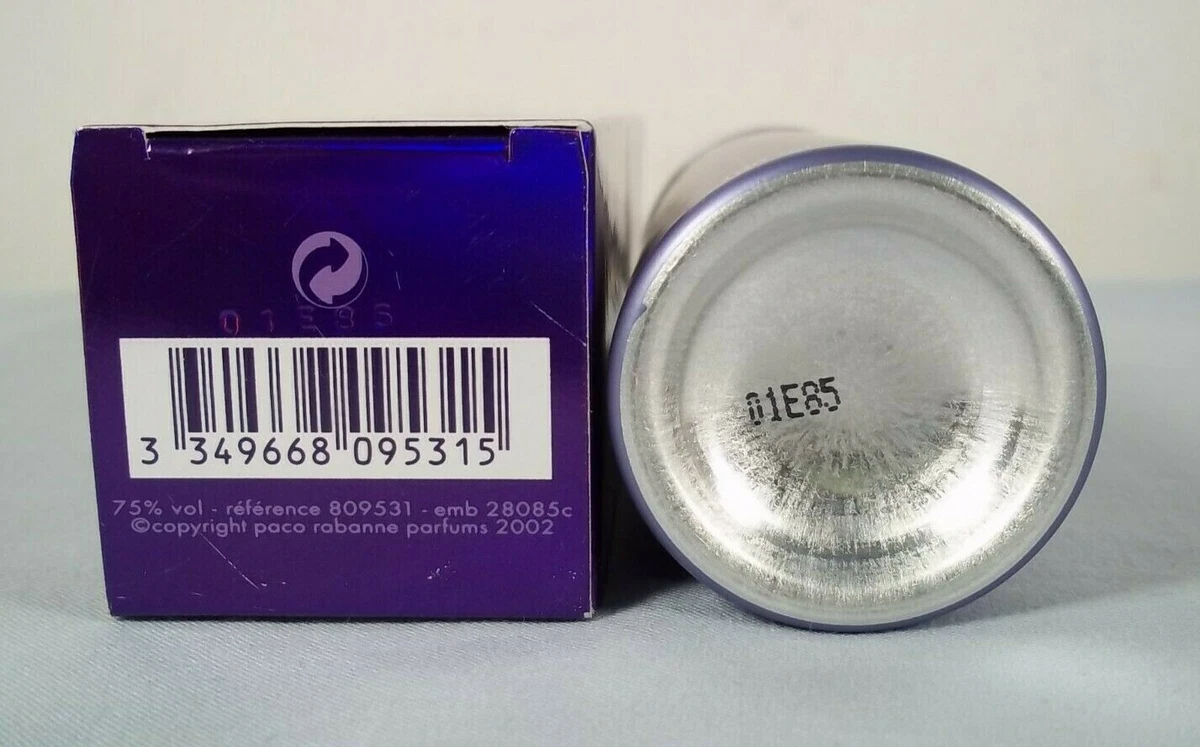 01E85
3 349668 095315
75% vol - référence 809531 - emb 28085c
©copyright paco rabanne parfums 2002
01E85